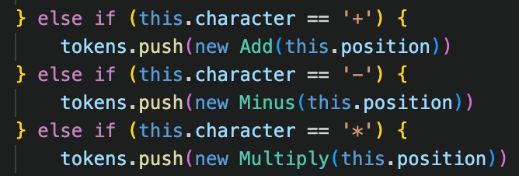 } else if (this.character == '+') {
    tokens.push(new Add(this.position))
} else if (this.character == '-') {
    tokens.push(new Minus(this.position))
} else if (this.character == '*') {
    tokens.push(new Multiply(this.position))